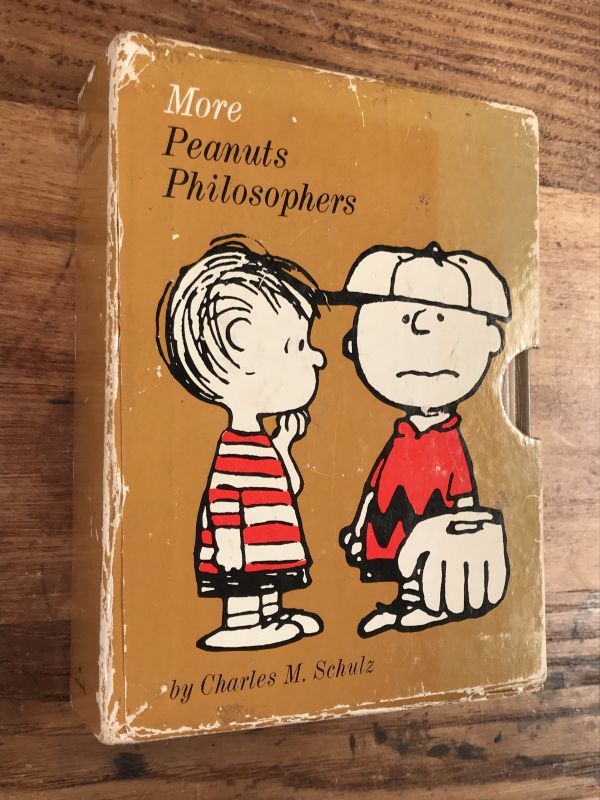 More
Peanuts
Philosophers
by Charles M. Schulz